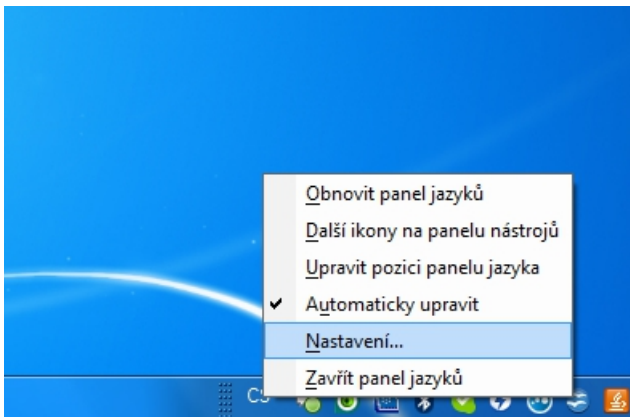 Obnovit panel jazyků
Další ikony na panelu nástrojů
Upravit pozici panelu jazyka
Automaticky upravit
Nastavení...
Zavřít panel jazyků
CS